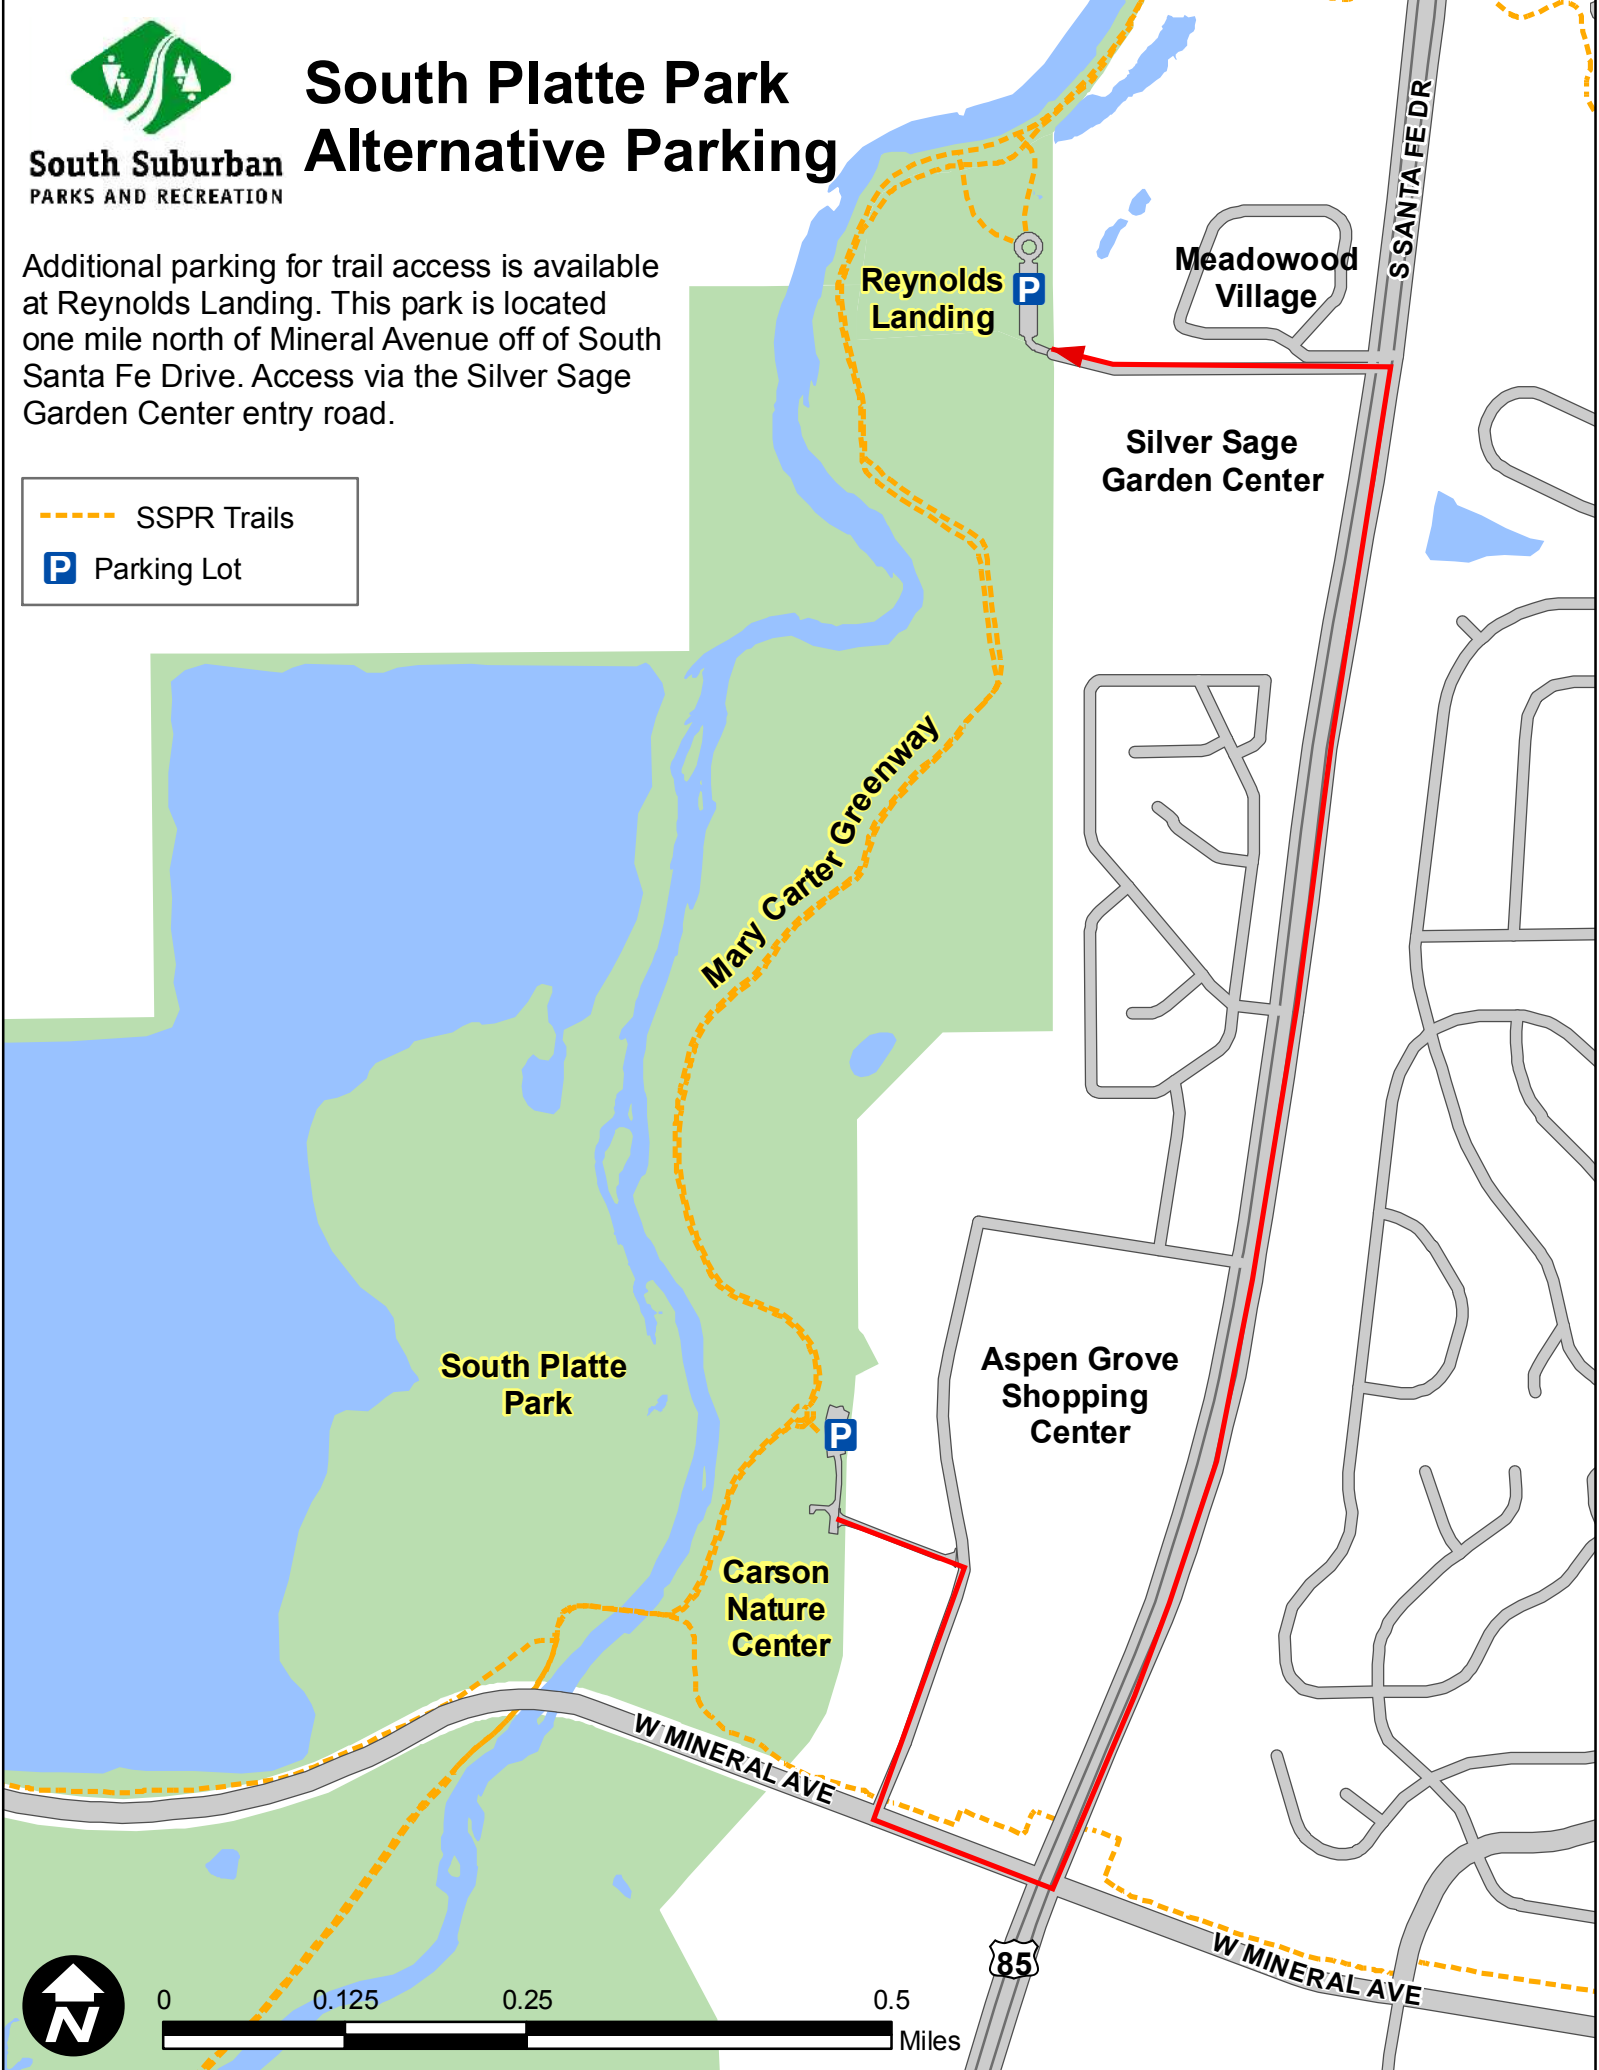 South Platte Park
Alternative Parking
South Suburban
PARKS AND RECREATION
Additional parking for trail access is available
at Reynolds Landing. This park is located
one mile north of Mineral Avenue off of South
Santa Fe Drive. Access via the Silver Sage
Garden Center entry road.
SSPR Trails
P Parking Lot
S SANTA FE DR
Meadowood
Village
Reynolds
Landing
P
Silver Sage
Garden Center
Mary Carter Greenway
South Platte
Park
Aspen Grove
Shopping
Center
P
Carson
Nature
Center
W MINERAL AVE
85
W MINERAL AVE
N
0 0.125 0.25 0.5
Miles